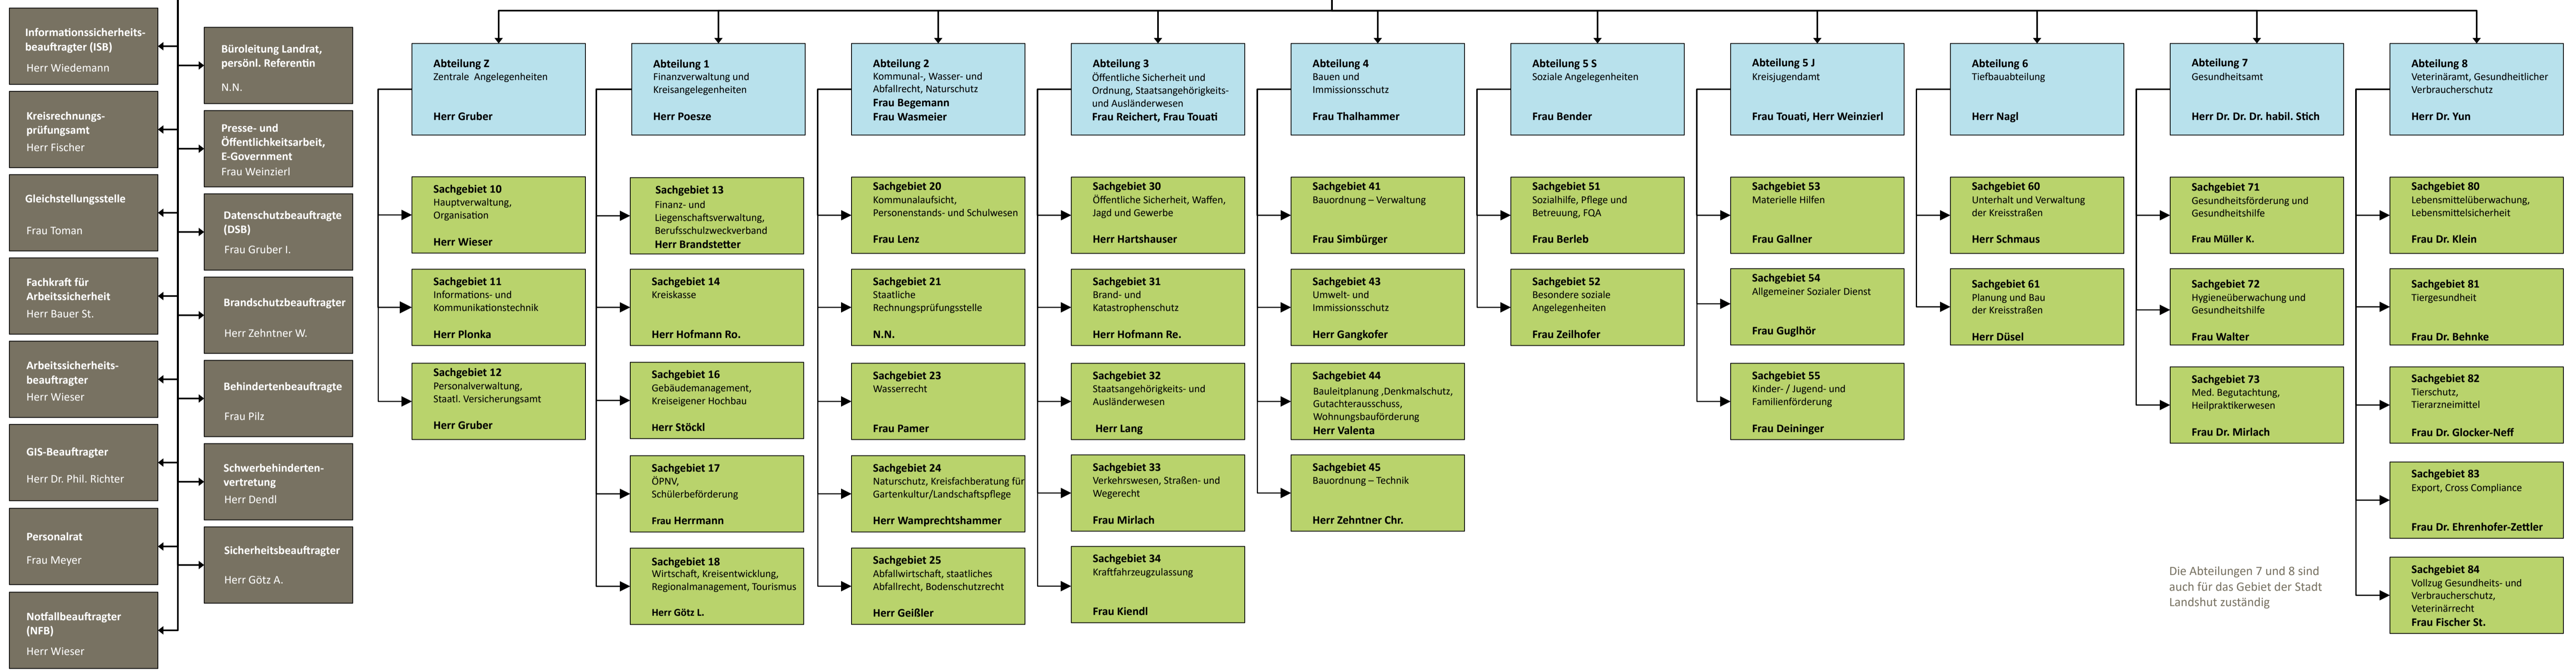 Informationssicherheits-
beauftragter (ISB)
Herr Wiedemann
Kreisrechnungs-
prüfungsamt
Herr Fischer
Gleichstellungsstelle
Frau Toman
Fachkraft für
Arbeitssicherheit
Herr Bauer St.
Arbeitssicherheits-
beauftragter
Herr Wieser
GIS-Beauftragter
Herr Dr. Phil. Richter
Personalrat
Frau Meyer
Notfallbeauftragter
(NFB)
Herr Wieser
Büroleitung Landrat,
persönl. Referentin
N.N.
Presse- und
Öffentlichkeitsarbeit,
E-Government
Frau Weinzierl
Datenschutzbeauftragte
(DSB)
Frau Gruber I.
Brandschutzbeauftragter
Herr Zehntner W.
Behindertenbeauftragte
Frau Pilz
Schwerbehinderten-
vertretung
Herr Dendl
Sicherheitsbeauftragter
Herr Götz A.
Abteilung Z
Zentrale Angelegenheiten
Herr Gruber
Sachgebiet 10
Hauptverwaltung,
Organisation
Herr Wieser
Sachgebiet 11
Informations- und
Kommunikationstechnik
Herr Plonka
Sachgebiet 12
Personalverwaltung,
Staatl. Versicherungsamt
Herr Gruber
Abteilung 1
Finanzverwaltung und
Kreisangelegenheiten
Herr Poesze
Sachgebiet 13
Finanz- und
Liegenschaftsverwaltung,
Berufsschulzweckverband
Herr Brandstetter
Sachgebiet 14
Kreiskasse
Herr Hofmann Ro.
Sachgebiet 16
Gebäudemanagement,
Kreiseigener Hochbau
Herr Stöckl
Sachgebiet 17
ÖPNV,
Schülerbeförderung
Frau Herrmann
Sachgebiet 18
Wirtschaft, Kreisentwicklung,
Regionalmanagement, Tourismus
Herr Götz L.
Abteilung 2
Kommunal-, Wasser- und
Abfallrecht, Naturschutz
Frau Begemann
Frau Wasmeier
Sachgebiet 20
Kommunalaufsicht,
Personenstands- und Schulwesen
Frau Lenz
Sachgebiet 21
Staatliche
Rechnungsprüfungsstelle
N.N.
Sachgebiet 23
Wasserrecht
Frau Pamer
Sachgebiet 24
Naturschutz, Kreisfachberatung für
Gartenkultur/Landschaftspflege
Herr Wamprechtshammer
Sachgebiet 25
Abfallwirtschaft, staatliches
Abfallrecht, Bodenschutzrecht
Herr Geißler
Abteilung 3
Öffentliche Sicherheit und
Ordnung, Staatsangehörigkeits-
und Ausländerwesen
Frau Reichert, Frau Touati
Sachgebiet 30
Öffentliche Sicherheit, Waffen,
Jagd und Gewerbe
Herr Hartshauser
Sachgebiet 31
Brand- und
Katastrophenschutz
Herr Hofmann Re.
Sachgebiet 32
Staatsangehörigkeits- und
Ausländerwesen
Herr Lang
Sachgebiet 33
Verkehrswesen, Straßen- und
Wegerecht
Frau Mirlach
Sachgebiet 34
Kraftfahrzeugzulassung
Frau Kiendl
Abteilung 4
Bauen und
Immissionsschutz
Frau Thalhammer
Sachgebiet 41
Bauordnung – Verwaltung
Frau Simbürger
Sachgebiet 43
Umwelt- und
Immissionsschutz
Herr Gangkofer
Sachgebiet 44
Bauleitplanung ,Denkmalschutz,
Gutachterausschuss,
Wohnungsbauförderung
Herr Valenta
Sachgebiet 45
Bauordnung – Technik
Herr Zehntner Chr.
Abteilung 5 S
Soziale Angelegenheiten
Frau Bender
Sachgebiet 51
Sozialhilfe, Pflege und
Betreuung, FQA
Frau Berleb
Sachgebiet 52
Besondere soziale
Angelegenheiten
Frau Zeilhofer
Abteilung 5 J
Kreisjugendamt
Frau Touati, Herr Weinzierl
Sachgebiet 53
Materielle Hilfen
Frau Gallner
Sachgebiet 54
Allgemeiner Sozialer Dienst
Frau Guglhör
Sachgebiet 55
Kinder- / Jugend- und
Familienförderung
Frau Deininger
Abteilung 6
Tiefbauabteilung
Herr Nagl
Sachgebiet 60
Unterhalt und Verwaltung
der Kreisstraßen
Herr Schmaus
Sachgebiet 61
Planung und Bau
der Kreisstraßen
Herr Düsel
Abteilung 7
Gesundheitsamt
Herr Dr. Dr. Dr. habil. Stich
Sachgebiet 71
Gesundheitsförderung und
Gesundheitshilfe
Frau Müller K.
Sachgebiet 72
Hygieneüberwachung und
Gesundheitshilfe
Frau Walter
Sachgebiet 73
Med. Begutachtung,
Heilpraktikerwesen
Frau Dr. Mirlach
Die Abteilungen 7 und 8 sind
auch für das Gebiet der Stadt
Landshut zuständig
Abteilung 8
Veterinäramt, Gesundheitlicher
Verbraucherschutz
Herr Dr. Yun
Sachgebiet 80
Lebensmittelüberwachung,
Lebensmittelsicherheit
Frau Dr. Klein
Sachgebiet 81
Tiergesundheit
Frau Dr. Behnke
Sachgebiet 82
Tierschutz,
Tierarzneimittel
Frau Dr. Glocker-Neff
Sachgebiet 83
Export, Cross Compliance
Frau Dr. Ehrenhofer-Zettler
Sachgebiet 84
Vollzug Gesundheits- und
Verbraucherschutz,
Veterinärrecht
Frau Fischer St.